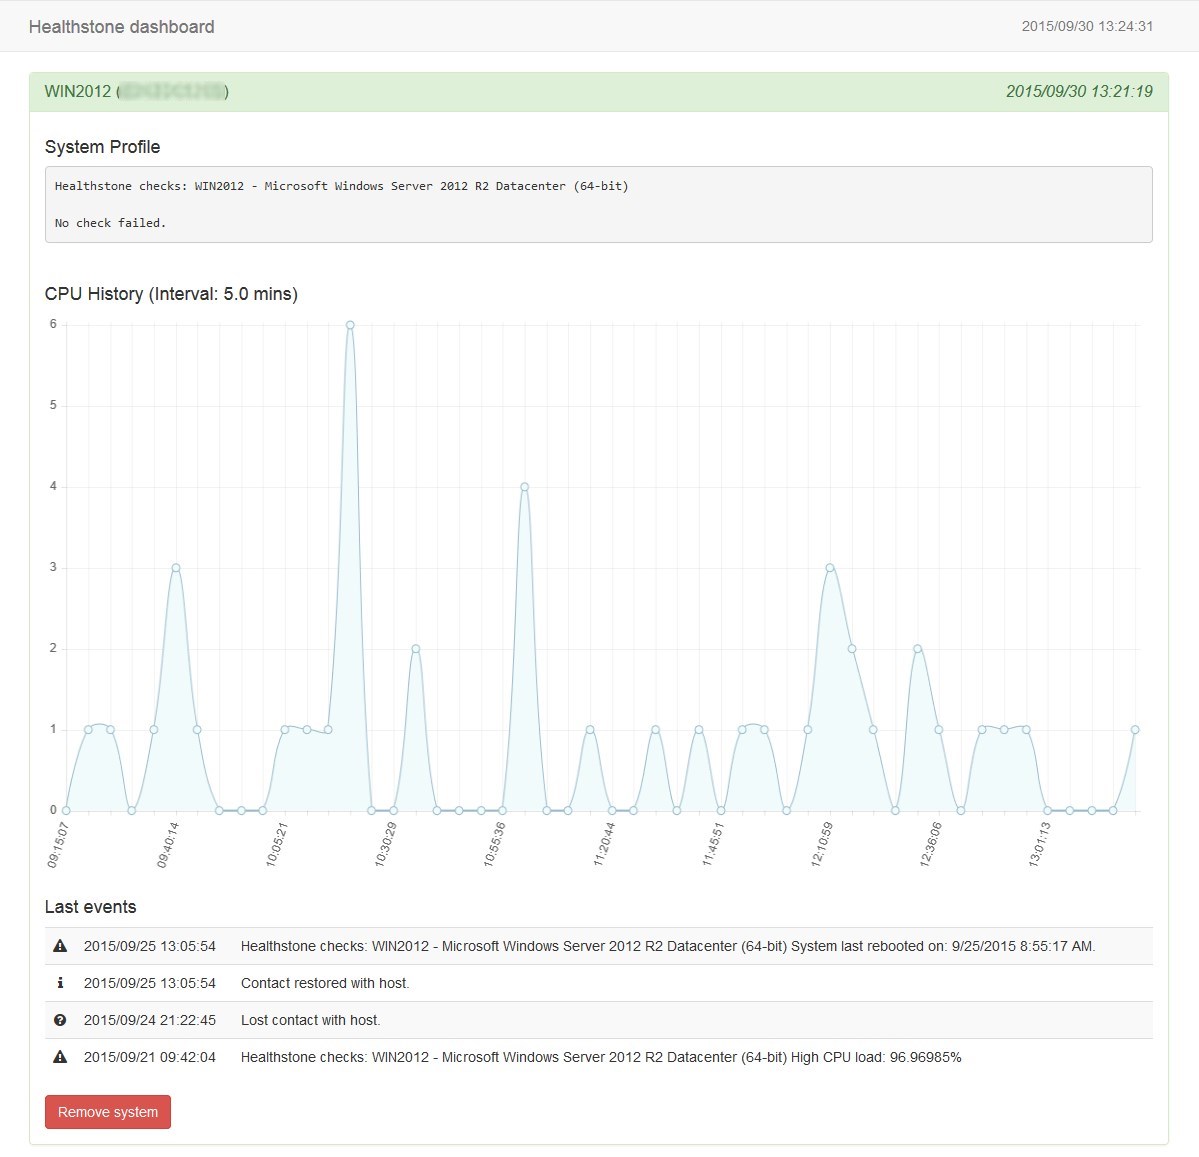 Healthstone dashboard 2015/09/30 13:24:31
WIN2012 ( ) 2015/09/30 13:21:19
System Profile
Healthstone checks: WIN2012 - Microsoft Windows Server 2012 R2 Datacenter (64-bit)
No check failed.
CPU History (Interval: 5.0 mins)
6
5
4
3
2
1
0
09:15:07 09:40:14 10:05:21 10:30:29 10:55:36 11:20:44 11:45:51 12:10:59 12:36:06 13:01:13
Last events
2015/09/25 13:05:54 Healthstone checks: WIN2012 - Microsoft Windows Server 2012 R2 Datacenter (64-bit) System last rebooted on: 9/25/2015 8:55:17 AM.
2015/09/25 13:05:54 Contact restored with host.
2015/09/24 21:22:45 Lost contact with host.
2015/09/21 09:42:04 Healthstone checks: WIN2012 - Microsoft Windows Server 2012 R2 Datacenter (64-bit) High CPU load: 96.96985%
Remove system